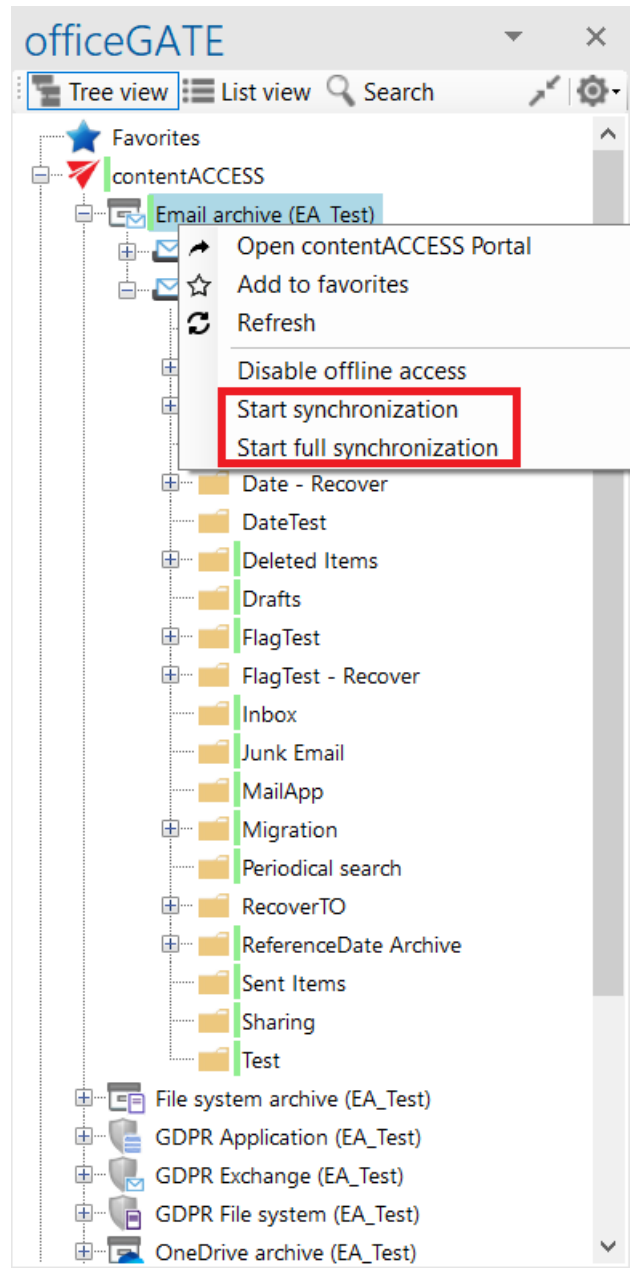 officeGATE
Tree view List view Search
Favorites
contentACCESS
Email archive (EA_Test)
Open contentACCESS Portal
Add to favorites
Refresh
Disable offline access
Start synchronization
Start full synchronization
Date - Recover
DateTest
Deleted Items
Drafts
FlagTest
FlagTest - Recover
Inbox
Junk Email
MailApp
Migration
Periodical search
RecoverTO
ReferenceDate Archive
Sent Items
Sharing
Test
File system archive (EA_Test)
GDPR Application (EA_Test)
GDPR Exchange (EA_Test)
GDPR File system (EA_Test)
OneDrive archive (EA_Test)